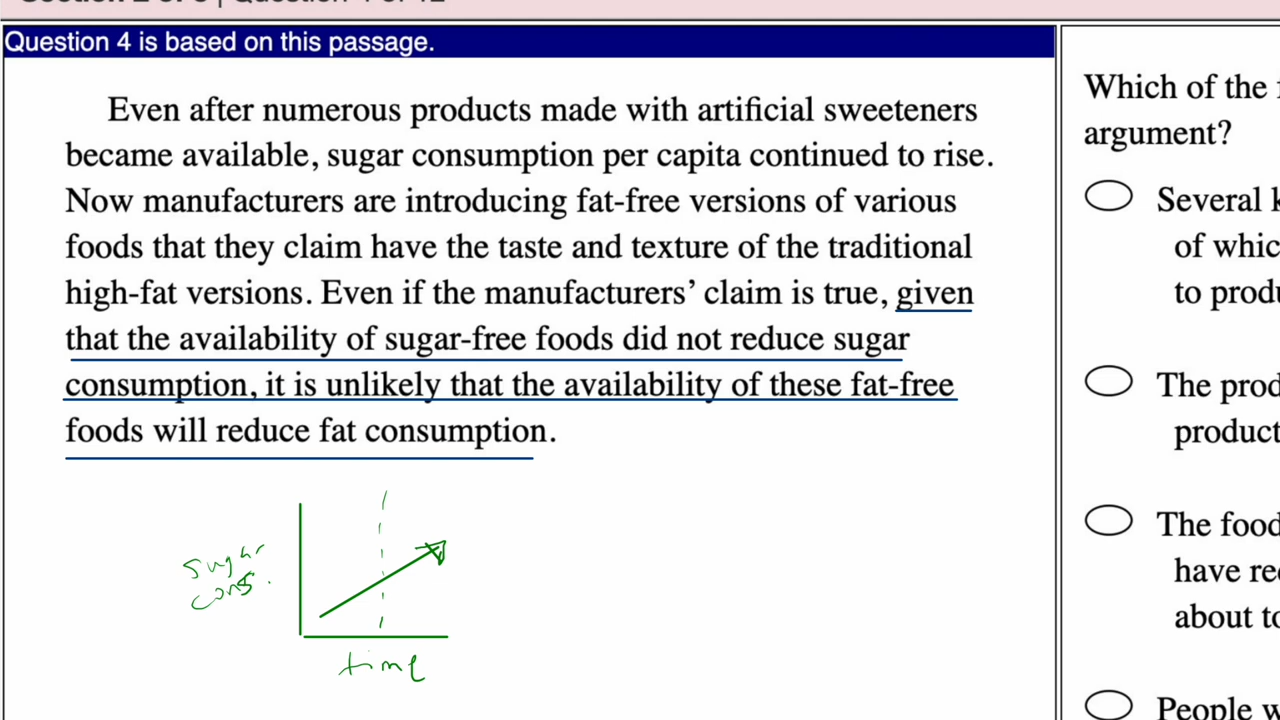 Question 4 is based on this passage.
Even after numerous products made with artificial sweeteners
became available, sugar consumption per capita continued to rise.
Now manufacturers are introducing fat-free versions of various
foods that they claim have the taste and texture of the traditional
high-fat versions. Even if the manufacturers’ claim is true, given
that the availability of sugar-free foods did not reduce sugar
consumption, it is unlikely that the availability of these fat-free
foods will reduce fat consumption.
sugar
cons.
time
Which of the
argument?
Several
of which
to produ
The prod
product
The food
have re
about to
People w